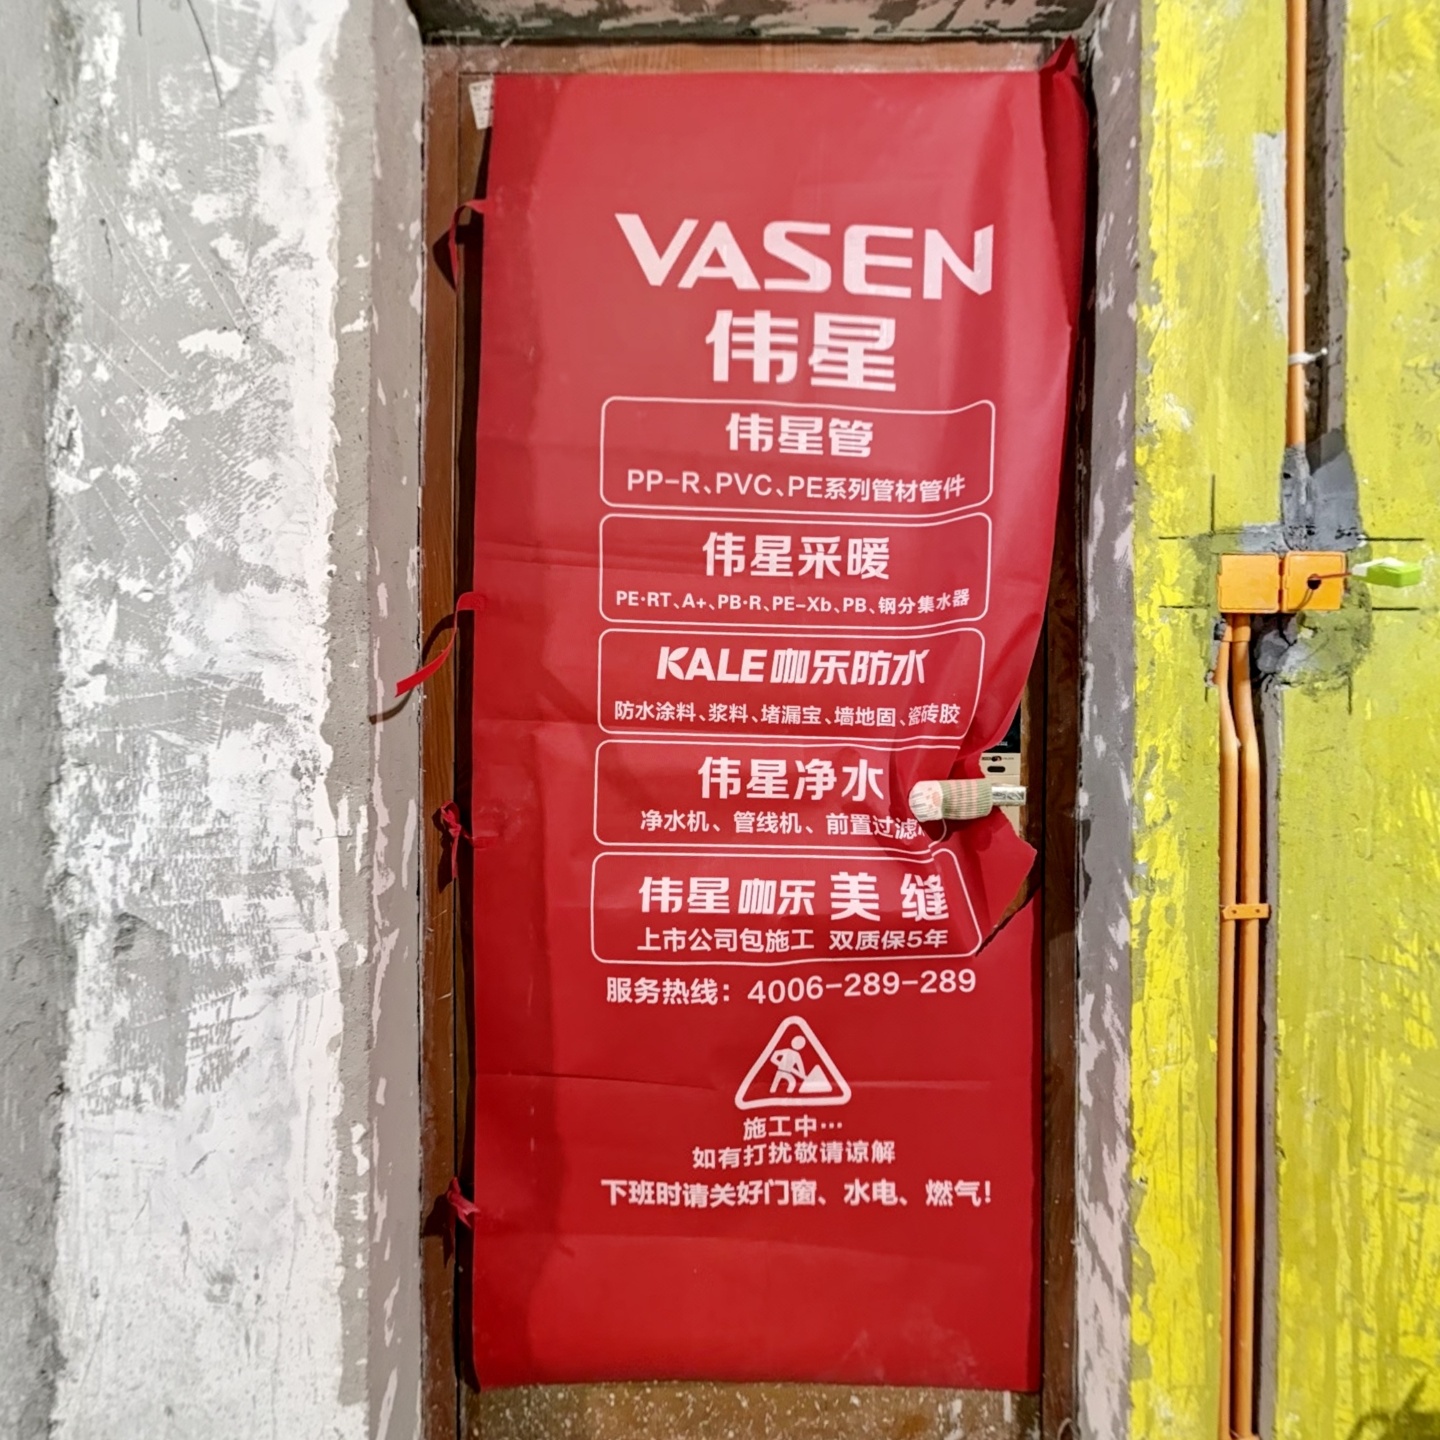 VASEN
伟星
伟星管
PP-R、PVC、PE系列管材管件
伟星采暖
PE·RT、A+、PB·R、PE-Xb、PB、钢分集水器
KALE咖乐防水
防水涂料、浆料、堵漏宝、墙地固、瓷砖胶
伟星净水
净水机、管线机、前置过滤
伟星 咖乐 美缝
上市公司包施工 双质保5年
服务热线：4006-289-289
施工中…
如有打扰敬请谅解
下班时请关好门窗、水电、燃气！